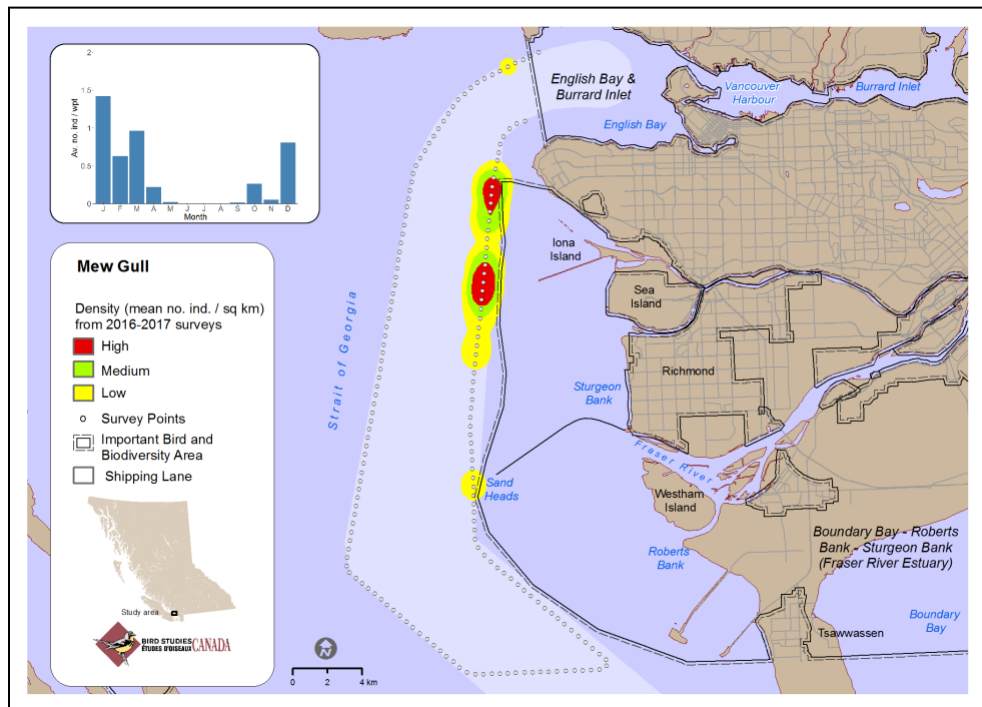 2
1.5
1
0.5
0
Av. no. ind / wpt
J F M A M J J A S O N D
Month
Mew Gull
Density (mean no. ind. / sq km)
from 2016-2017 surveys
High
Medium
Low
Survey Points
Important Bird and
Biodiversity Area
Shipping Lane
Study area
BIRD STUDIES
ÉTUDES D'OISEAUX
CANADA
N
0 2 4 km
English Bay &
Burrard Inlet
Vancouver
Harbour
Burrard Inlet
English Bay
Strait of Georgia
Iona
Island
Sea
Island
Richmond
Sturgeon
Bank
Fraser River
Sand
Heads
Westham
Island
Roberts
Bank
Boundary Bay - Roberts
Bank - Sturgeon Bank
(Fraser River Estuary)
Boundary
Bay
Tsawwassen